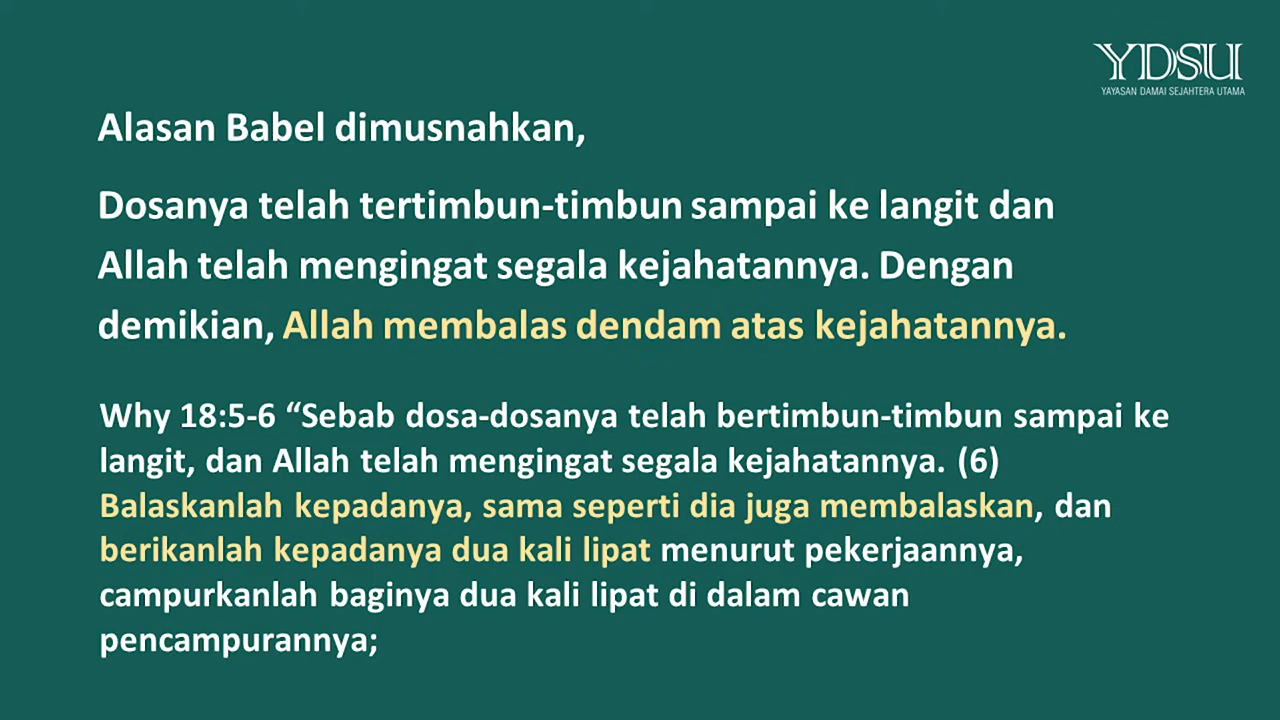 YDSU
YAYASAN DAMAI SEJAHTERA UTAMA
Alasan Babel dimusnahkan,
Dosanya telah tertimbun-timbun sampai ke langit dan
Allah telah mengingat segala kejahatannya. Dengan
demikian, Allah membalas dendam atas kejahatannya.
Why 18:5-6 “Sebab dosa-dosanya telah bertimbun-timbun sampai ke
langit, dan Allah telah mengingat segala kejahatannya. (6)
Balaskanlah kepadanya, sama seperti dia juga membalaskan, dan
berikanlah kepadanya dua kali lipat menurut pekerjaannya,
campurkanlah baginya dua kali lipat di dalam cawan
pencampurannya;